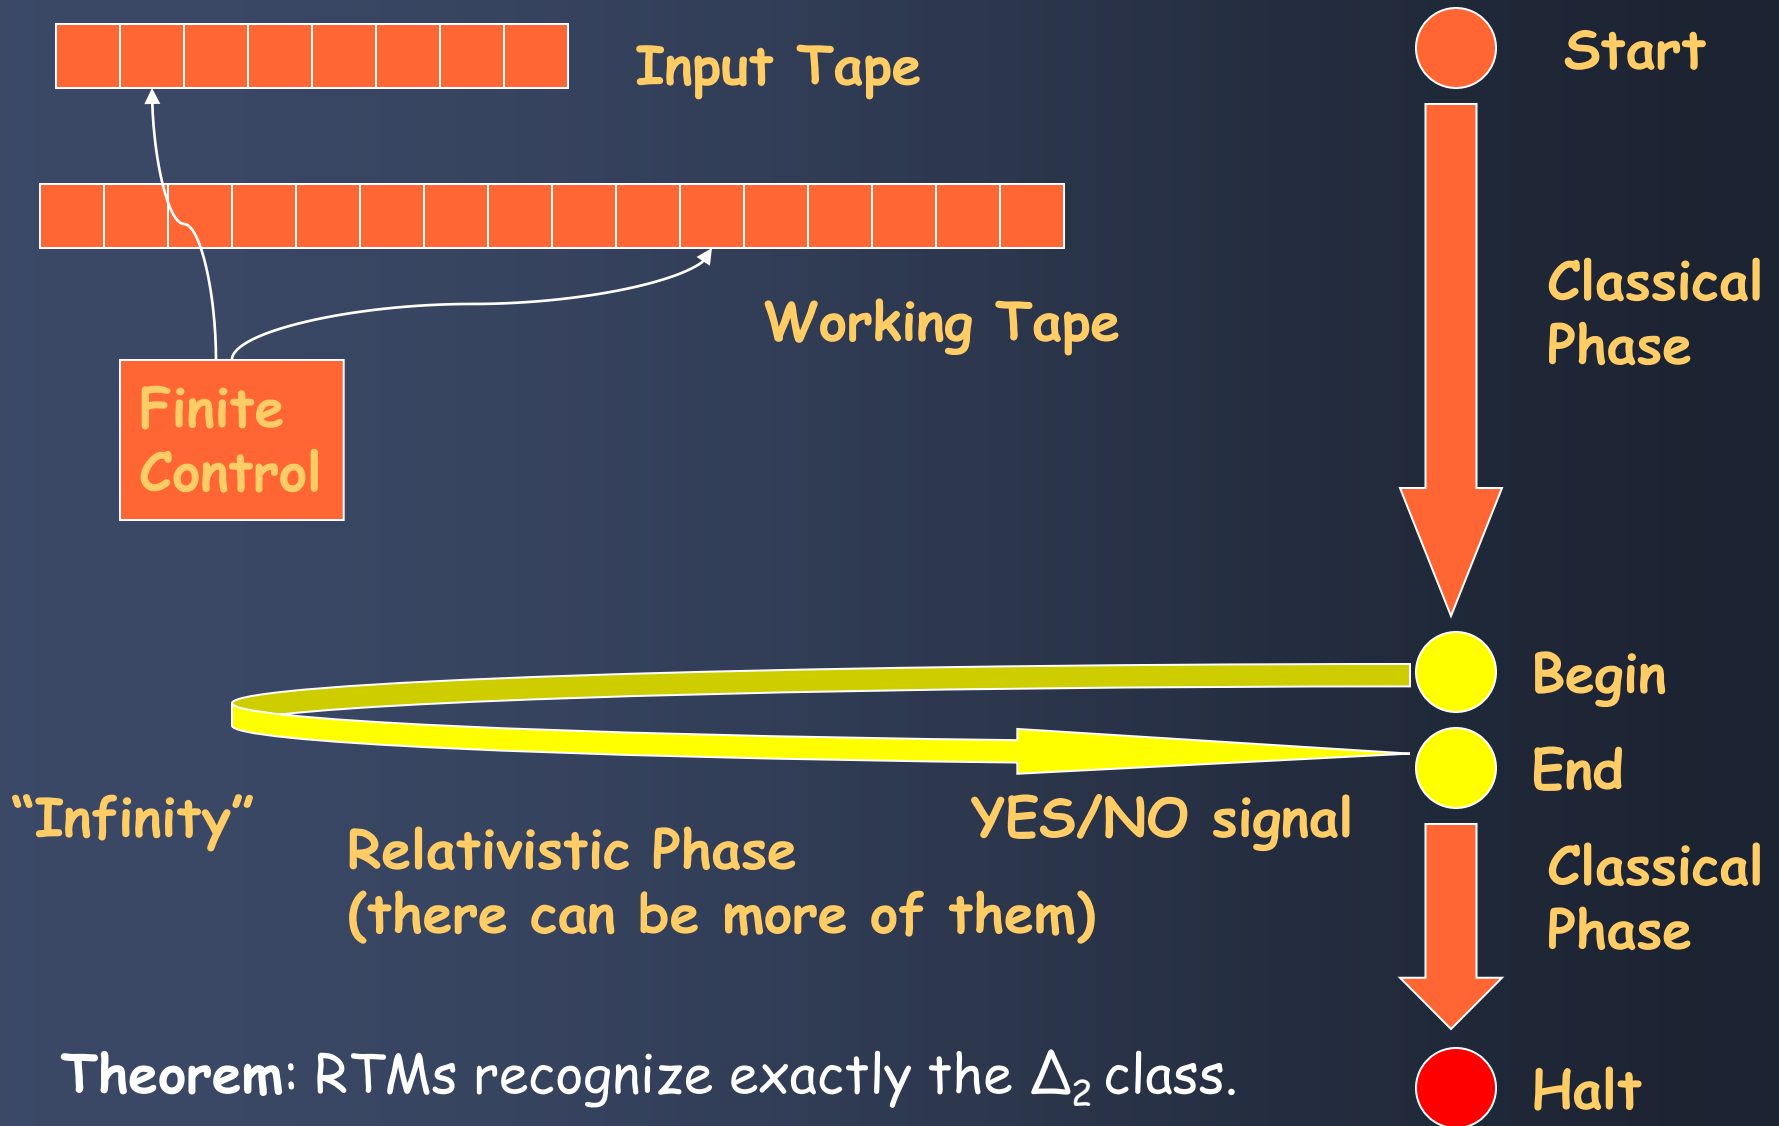 Input Tape
Start
Working Tape
Classical
Phase
Finite
Control
Begin
End
“Infinity”
YES/NO signal
Relativistic Phase
(there can be more of them)
Classical
Phase
Theorem: RTMs recognize exactly the Δ₂ class.
Halt